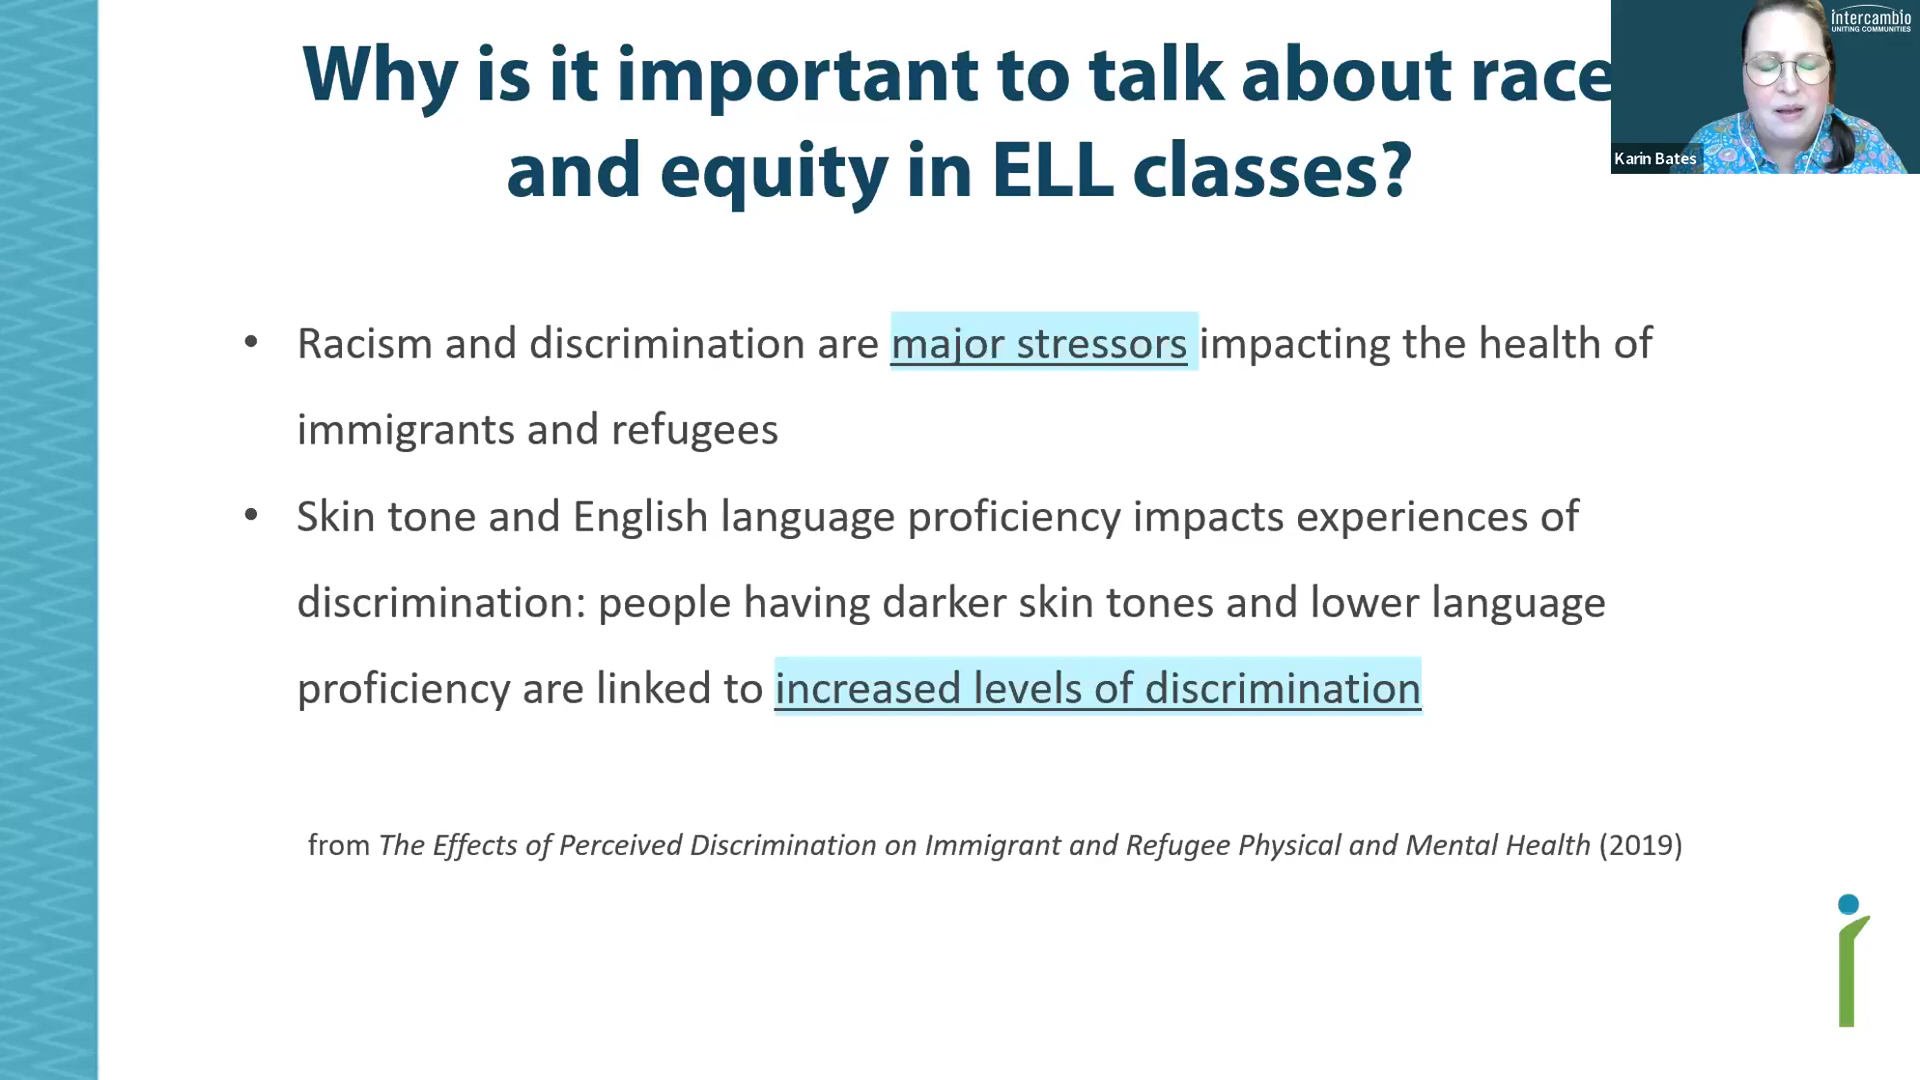 Why is it important to talk about race
and equity in ELL classes?
intercambio
UNITING COMMUNITIES
Karin Bates
• Racism and discrimination are major stressors impacting the health of
immigrants and refugees
• Skin tone and English language proficiency impacts experiences of
discrimination: people having darker skin tones and lower language
proficiency are linked to increased levels of discrimination
from The Effects of Perceived Discrimination on Immigrant and Refugee Physical and Mental Health (2019)